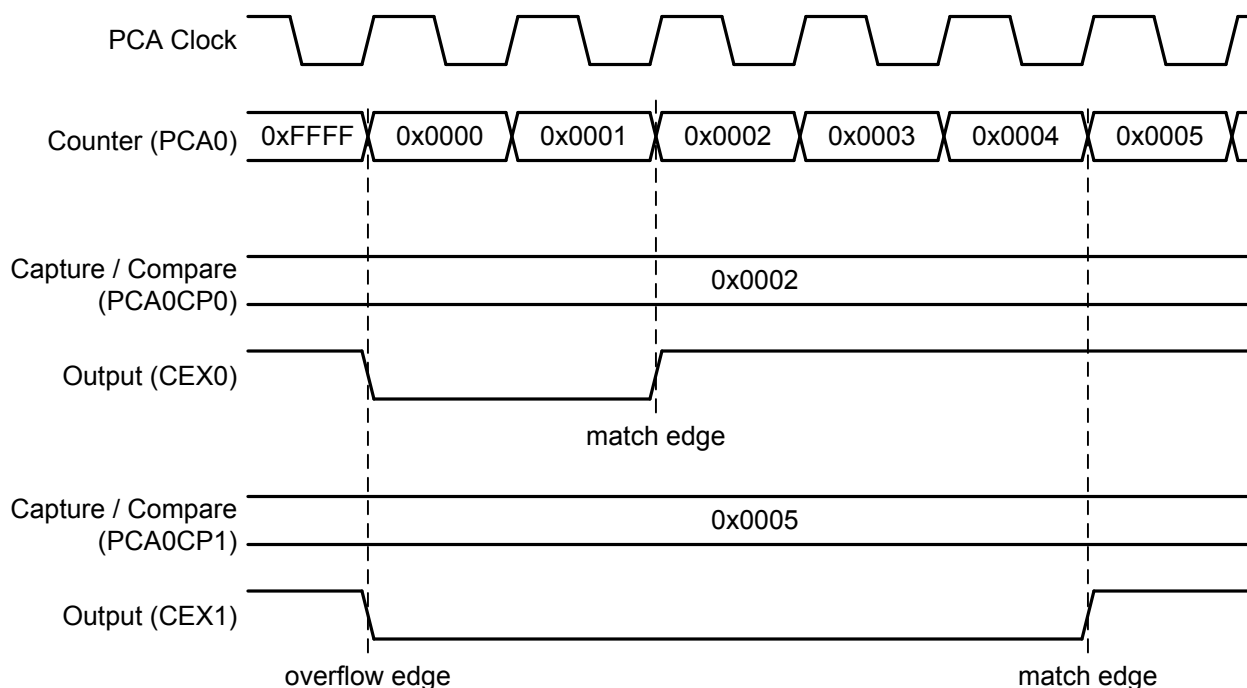 PCA Clock
Counter (PCA0) 0xFFFF 0x0000 0x0001 0x0002 0x0003 0x0004 0x0005
Capture / Compare
(PCA0CP0)
0x0002
Output (CEX0)
match edge
Capture / Compare
(PCA0CP1)
0x0005
Output (CEX1)
overflow edge match edge